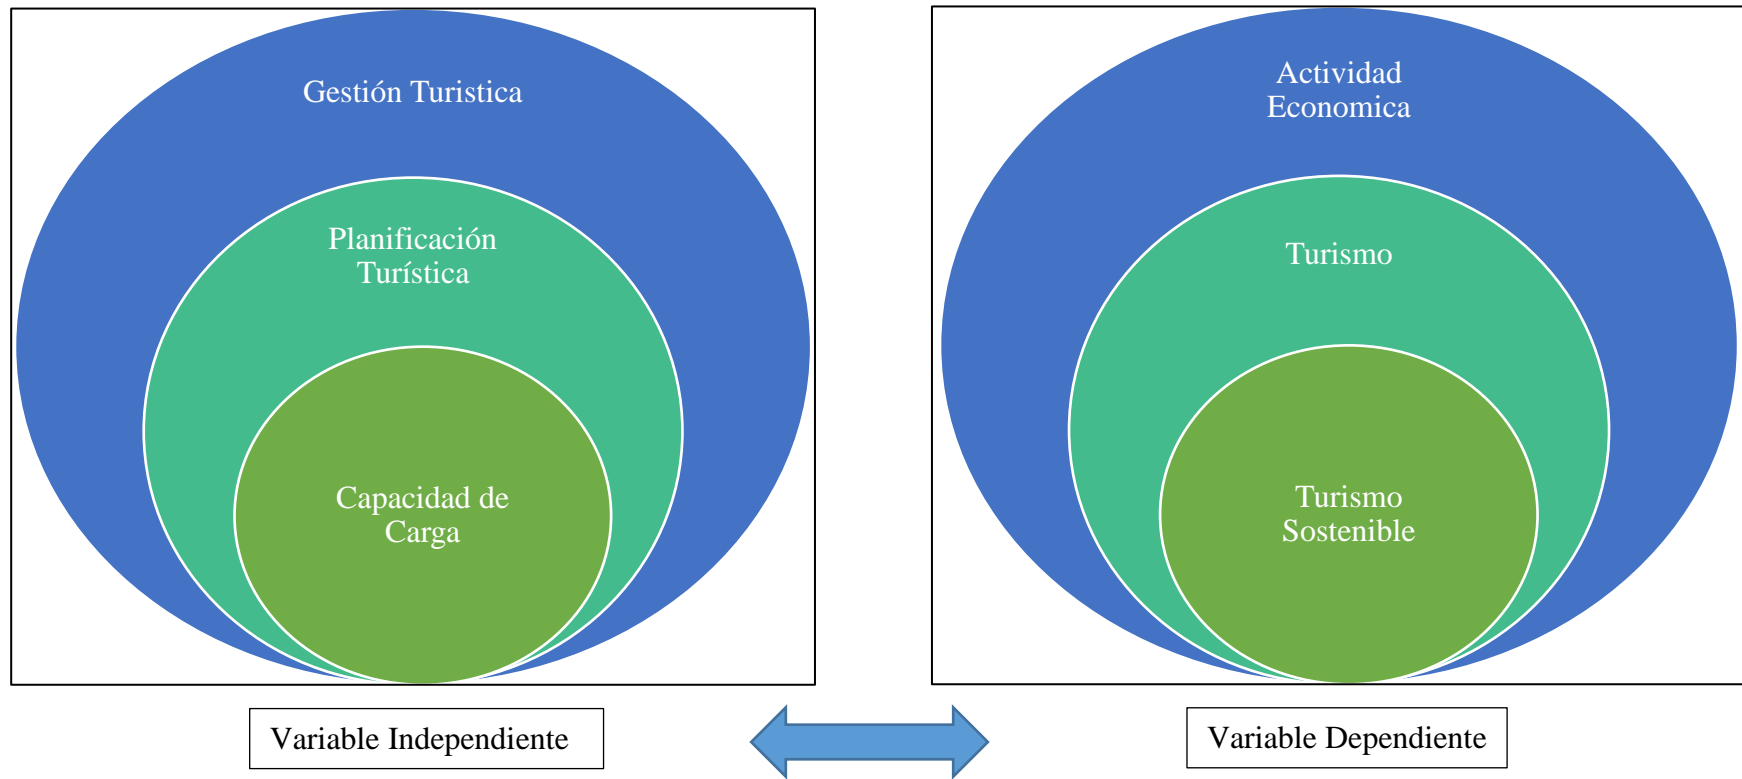 Gestión Turistica
Planificación
Turística
Capacidad de
Carga
Variable Independiente
Actividad
Economica
Turismo
Turismo
Sostenible
Variable Dependiente